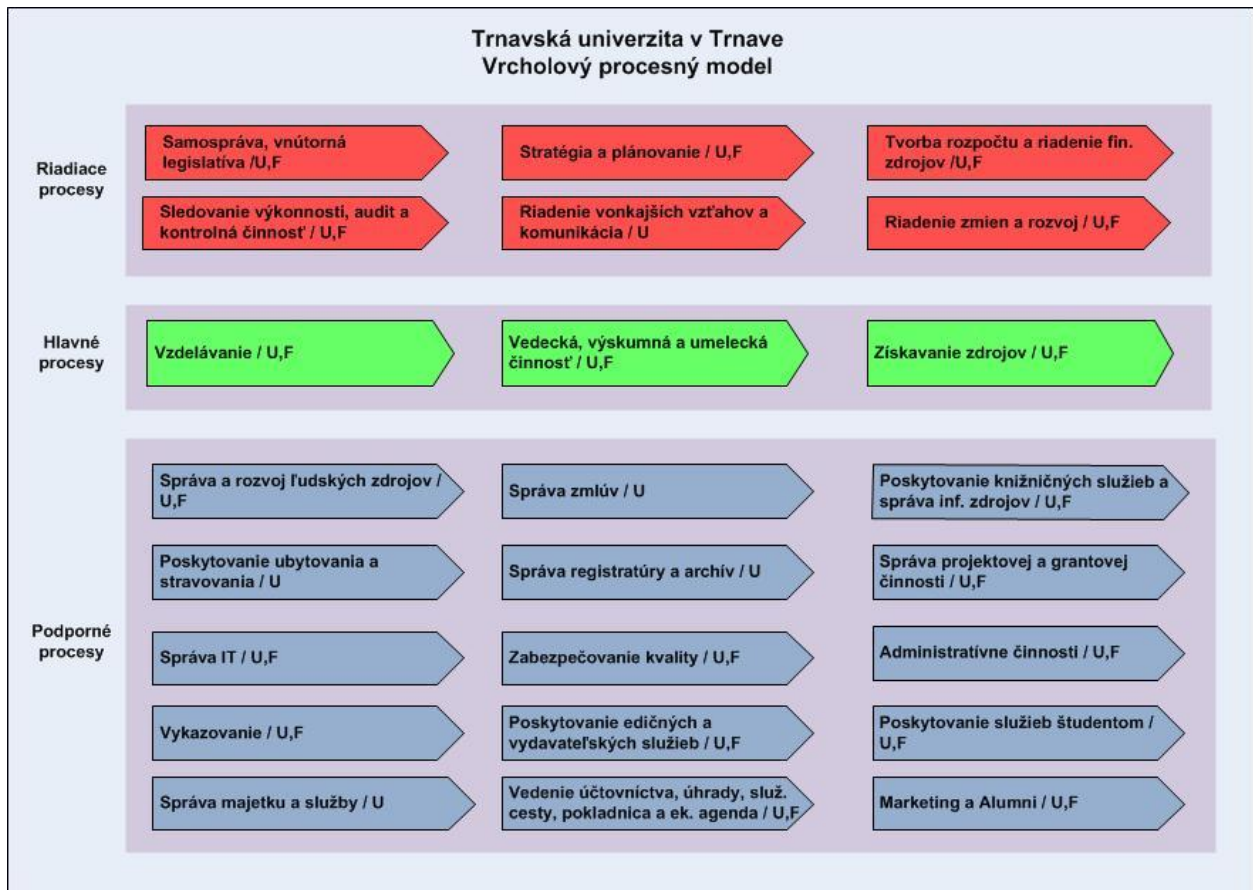 Trnavská univerzita v Trnave
Vrcholový procesný model
Riadiace
procesy
Samospráva, vnútorná
legislatíva /U,F
Stratégia a plánovanie / U,F
Tvorba rozpočtu a riadenie fin.
zdrojov /U,F
Sledovanie výkonnosti, audit a
kontrolná činnosť / U,F
Riadenie vonkajších vzťahov a
komunikácia / U
Riadenie zmien a rozvoj / U,F
Hlavné
procesy
Vzdelávanie / U,F
Vedecká, výskumná a umelecká
činnosť / U,F
Získavanie zdrojov / U,F
Podporné
procesy
Správa a rozvoj ľudských zdrojov /
U,F
Správa zmlúv / U
Poskytovanie knižničných služieb a
správa inf. zdrojov / U,F
Poskytovanie ubytovania a
stravovania / U
Správa registratúry a archív / U
Správa projektovej a grantovej
činnosti / U,F
Správa IT / U,F
Zabezpečovanie kvality / U,F
Administratívne činnosti / U,F
Vykazovanie / U,F
Poskytovanie edičných a
vydavateľských služieb / U,F
Poskytovanie služieb študentom /
U,F
Správa majetku a služby / U
Vedenie účtovníctva, úhrady, služ.
cesty, pokladnica a ek. agenda / U,F
Marketing a Alumni / U,F